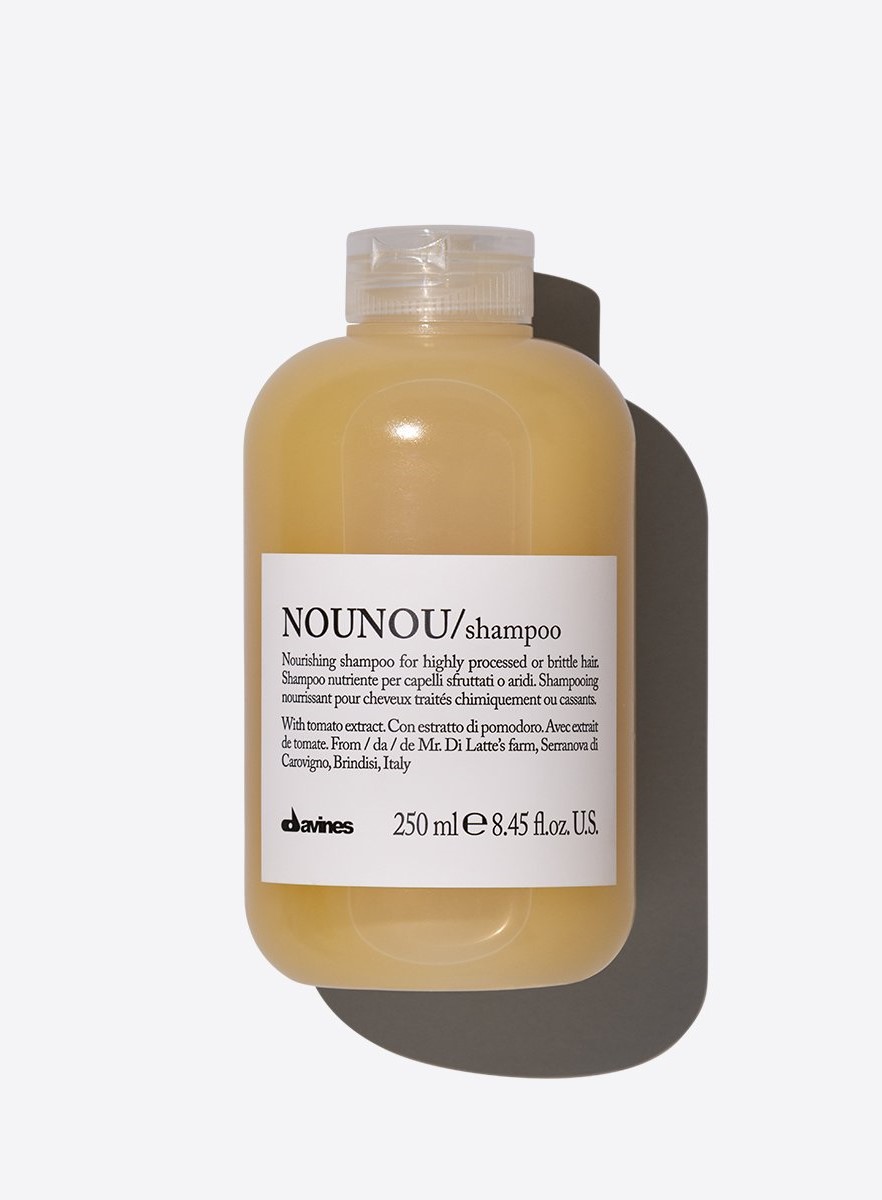 NOUNOU/shampoo
Nourishing shampoo for highly processed or brittle hair.
Shampoo nutriente per capelli sfruttati o aridi. Shampooing
nourrissant pour cheveux traités chimiquement ou cassants.
With tomato extract. Con estratto di pomodoro. Avec extrait
de tomate. From / da / de Mr. Di Latte's farm, Serranova di
Carovigno, Brindisi, Italy
davines 250 ml ℮ 8.45 fl.oz. U.S.